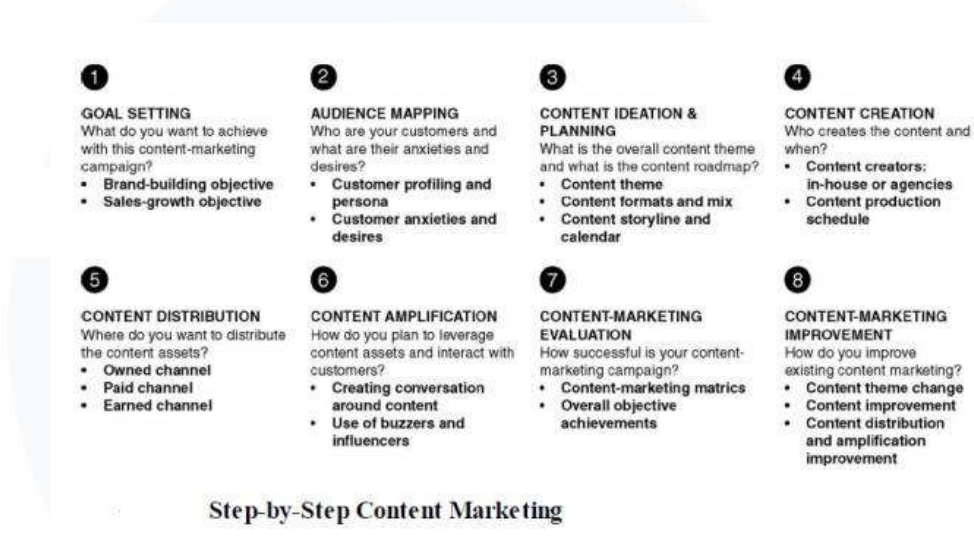 1
GOAL SETTING
What do you want to achieve
with this content-marketing
campaign?
• Brand-building objective
• Sales-growth objective
2
AUDIENCE MAPPING
Who are your customers and
what are their anxieties and
desires?
• Customer profiling and
persona
• Customer anxieties and
desires
3
CONTENT IDEATION &
PLANNING
What is the overall content theme
and what is the content roadmap?
• Content theme
• Content formats and mix
• Content storyline and
calendar
4
CONTENT CREATION
Who creates the content and
when?
• Content creators:
in-house or agencies
• Content production
schedule
5
CONTENT DISTRIBUTION
Where do you want to distribute
the content assets?
• Owned channel
• Paid channel
• Earned channel
6
CONTENT AMPLIFICATION
How do you plan to leverage
content assets and interact with
customers?
• Creating conversation
around content
• Use of buzzers and
influencers
7
CONTENT-MARKETING
EVALUATION
How successful is your content-
marketing campaign?
• Content-marketing matrics
• Overall objective
achievements
8
CONTENT-MARKETING
IMPROVEMENT
How do you improve
existing content marketing?
• Content theme change
• Content improvement
• Content distribution
and amplification
improvement
Step-by-Step Content Marketing